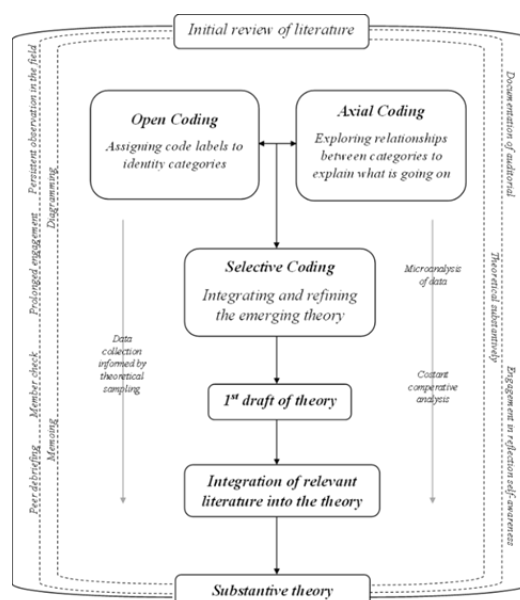 Initial review of literature
Open Coding
Assigning code labels to
identity categories
Axial Coding
Exploring relationships
between categories to
explain what is going on
Selective Coding
Integrating and refining
the emerging theory
Data
collection
informed by
theoretical
sampling
Microanalysis
of data
Costant
comperative
analysis
1st draft of theory
Integration of relevant
literature into the theory
Substantive theory
Persistent observation in the field
Prolonged engagement
Member check
Peer debriefing
Diagramming
Memoing
Documentation of auditorial
Theoretical substantively
Engagement in reflection self-awareness